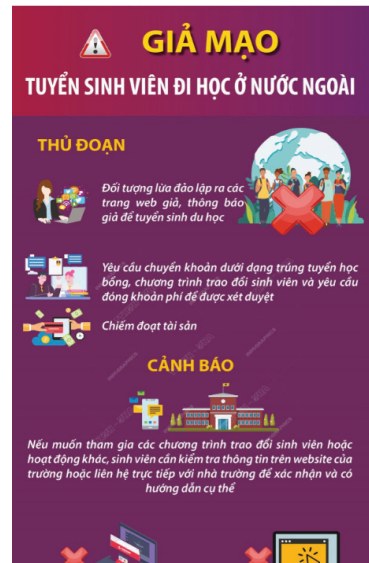 GIẢ MẠO
TUYỂN SINH VIÊN ĐI HỌC Ở NƯỚC NGOÀI
THỦ ĐOẠN
Đối tượng lừa đảo lập ra các
trang web giả, thông báo
giả để tuyển sinh du học
Yêu cầu chuyển khoản dưới dạng trúng tuyển học
bổng, chương trình trao đổi sinh viên và yêu cầu
đóng khoản phí để được xét duyệt
Chiếm đoạt tài sản
CẢNH BÁO
Nếu muốn tham gia các chương trình trao đổi sinh viên hoặc
hoạt động khác, sinh viên cần kiểm tra thông tin trên website của
trường hoặc liên hệ trực tiếp với nhà trường để xác nhận và có
hướng dẫn cụ thể